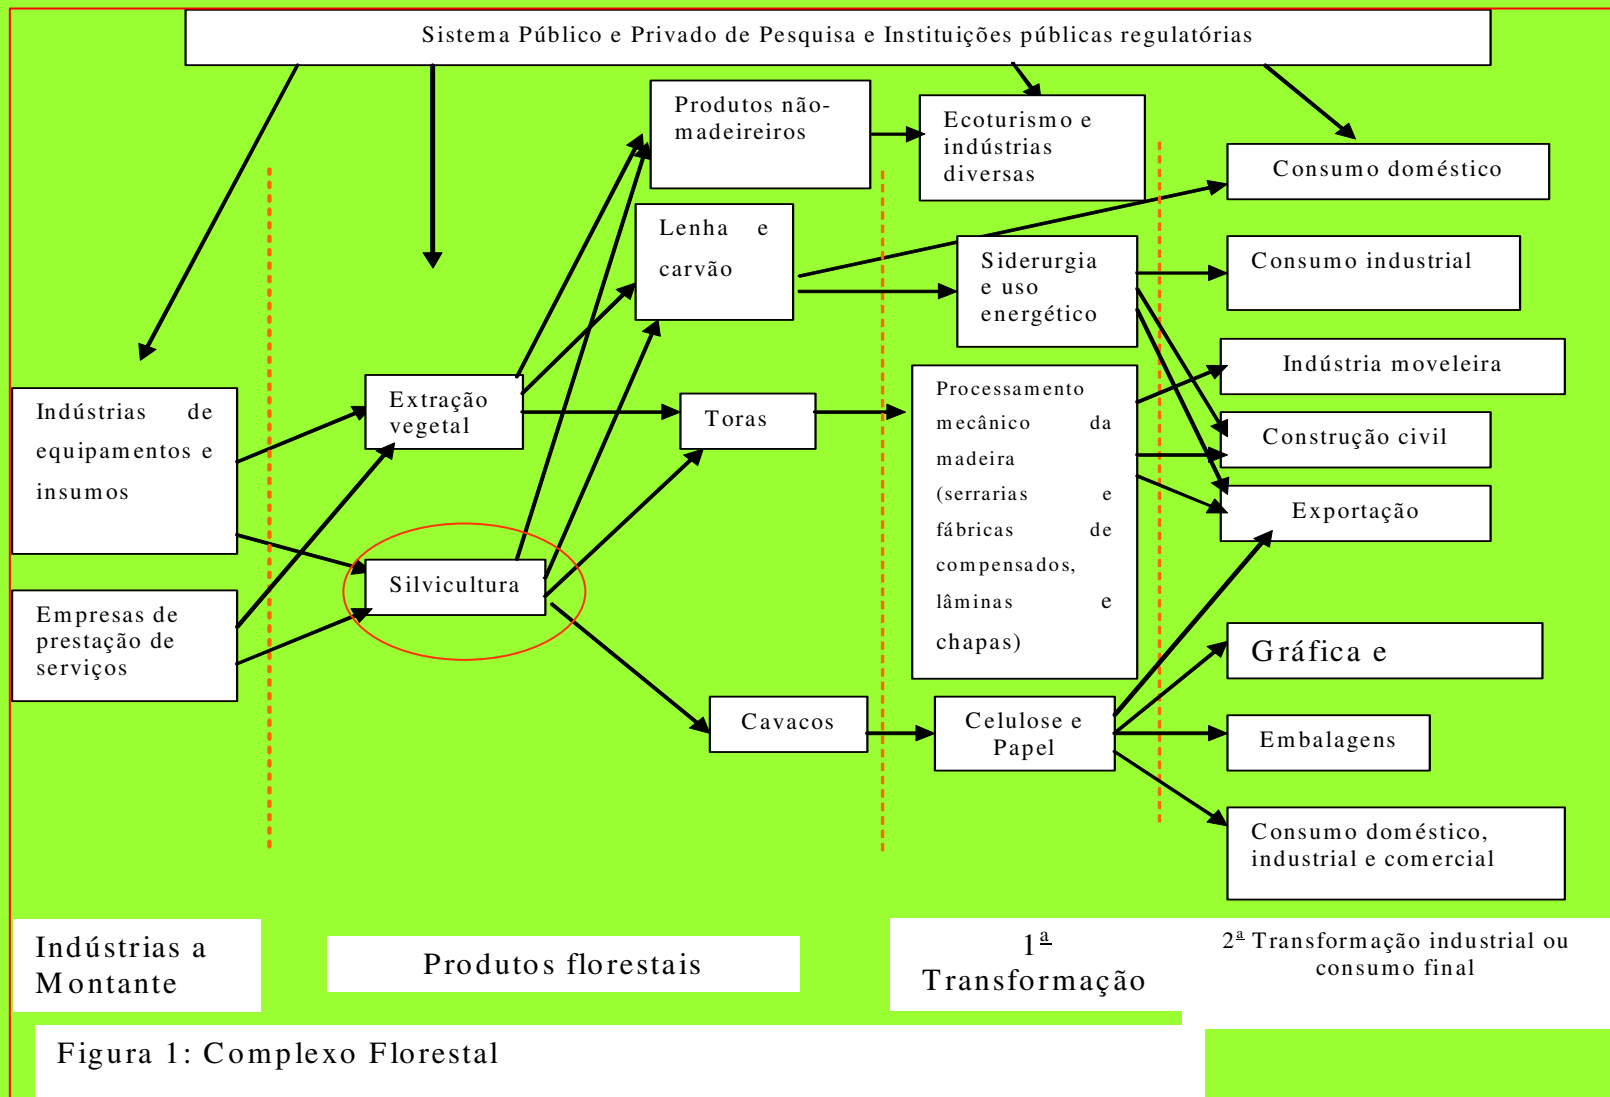 Sistema Público e Privado de Pesquisa e Instituições públicas regulatórias
Produtos não-
madeireiros
Ecoturismo e
indústrias
diversas
Consumo doméstico
Lenha e
carvão
Siderurgia
e uso
energético
Consumo industrial
Indústria moveleira
Indústrias de
equipamentos e
insumos
Extração
vegetal
Toras
Processamento
mecânico da
madeira
(serrarias e
fábricas de
compensados,
lâminas e
chapas)
Construção civil
Exportação
Silvicultura
Empresas de
prestação de
serviços
Gráfica e
Cavacos
Celulose e
Papel
Embalagens
Consumo doméstico,
industrial e comercial
Indústrias a
Montante
Produtos florestais
1ª
Transformação
2ª Transformação industrial ou
consumo final
Figura 1: Complexo Florestal